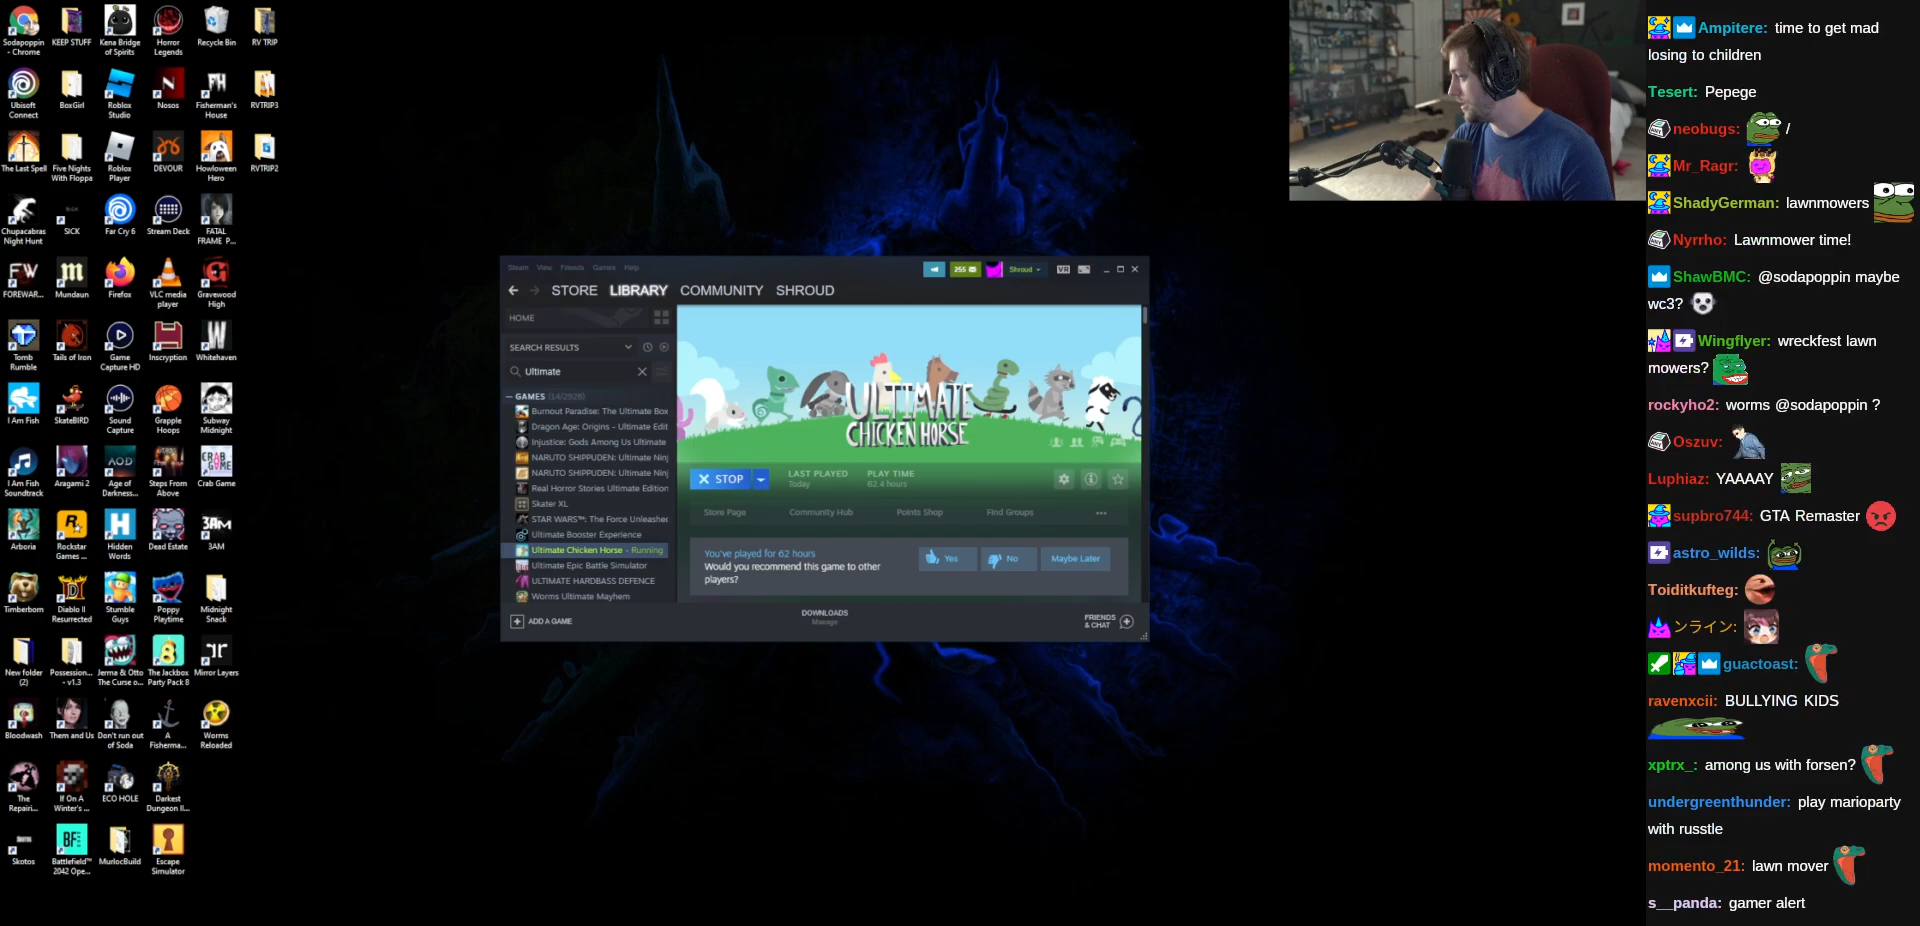 Sodapoppin - Chrome
KEEP STUFF
Kena Bridge of Spirits
Horror Legends
Recycle Bin
RV TRIP
Ubisoft Connect
BoxGirl
Roblox Studio
Nosos
Fisherman's House
RVTRIP3
The Last Spell
Five Nights With Floppa
Roblox Player
DEVOUR
Howloween Hero
RVTRIP2
Chupacabras Night Hunt
SICK
Far Cry 6
Stream Deck
FATAL FRAME P...
FOREWAR...
Mundaun
Firefox
VLC media player
Gravewood High
Tomb Rumble
Tails of Iron
Game Capture HD
Inscryption
Whitehaven
I Am Fish
SkateBIRD
Sound Capture
Grapple Hoops
Subway Midnight
I Am Fish Soundtrack
Aragami 2
Age of Darkness...
Steps From Above
Crab Game
Arboria
Rockstar Games ...
Hidden Words
Dead Estate
3AM
Timberborn
Diablo II Resurrected
Stumble Guys
Poppy Playtime
Midnight Snack
New folder (2)
Possession... - v1.3
Jerma & Otto The Curse o...
The Jackbox Party Pack 8
Mirror Layers
Bloodwash
Them and Us
Don't run out of Soda
A Fisherma...
Worms Reloaded
The Repairi...
If On A Winter's ...
ECO HOLE
Darkest Dungeon II...
Skotos
Battlefield™ 2042 Ope...
MurlocBuild
Escape Simulator
Steam View Friends Games Help
255
Shroud
VR
STORE LIBRARY COMMUNITY SHROUD
HOME
SEARCH RESULTS
Ultimate
GAMES (14/2928)
Burnout Paradise: The Ultimate Box
Dragon Age: Origins - Ultimate Edit
Injustice: Gods Among Us Ultimate
NARUTO SHIPPUDEN: Ultimate Ninj
NARUTO SHIPPUDEN: Ultimate Ninj
Real Horror Stories Ultimate Edition
Skater XL
STAR WARS™: The Force Unleashed
Ultimate Booster Experience
Ultimate Chicken Horse - Running
Ultimate Epic Battle Simulator
ULTIMATE HARDBASS DEFENCE
Worms Ultimate Mayhem
ULTIMATE
CHICKEN HORSE
STOP
LAST PLAYED
Today
PLAY TIME
62.4 hours
Store Page
Community Hub
Points Shop
Find Groups
You've played for 62 hours
Would you recommend this game to other
players?
Yes
No
Maybe Later
ADD A GAME
DOWNLOADS
Manage
FRIENDS
& CHAT
Ampitere: time to get mad
losing to children
Tesert: Pepege
neobugs: /
Mr_Ragr:
ShadyGerman: lawnmowers
Nyrrho: Lawnmower time!
ShawBMC: @sodapoppin maybe
wc3?
Wingflyer: wreckfest lawn
mowers?
rockyho2: worms @sodapoppin ?
Oszuv:
Luphiaz: YAAAAY
supbro744: GTA Remaster
astro_wilds:
Toiditkufteg:
ンライン:
guactoast:
ravenxcii: BULLYING KIDS
xptrx_: among us with forsen?
undergreenthunder: play marioparty
with russtle
momento_21: lawn mover
s__panda: gamer alert